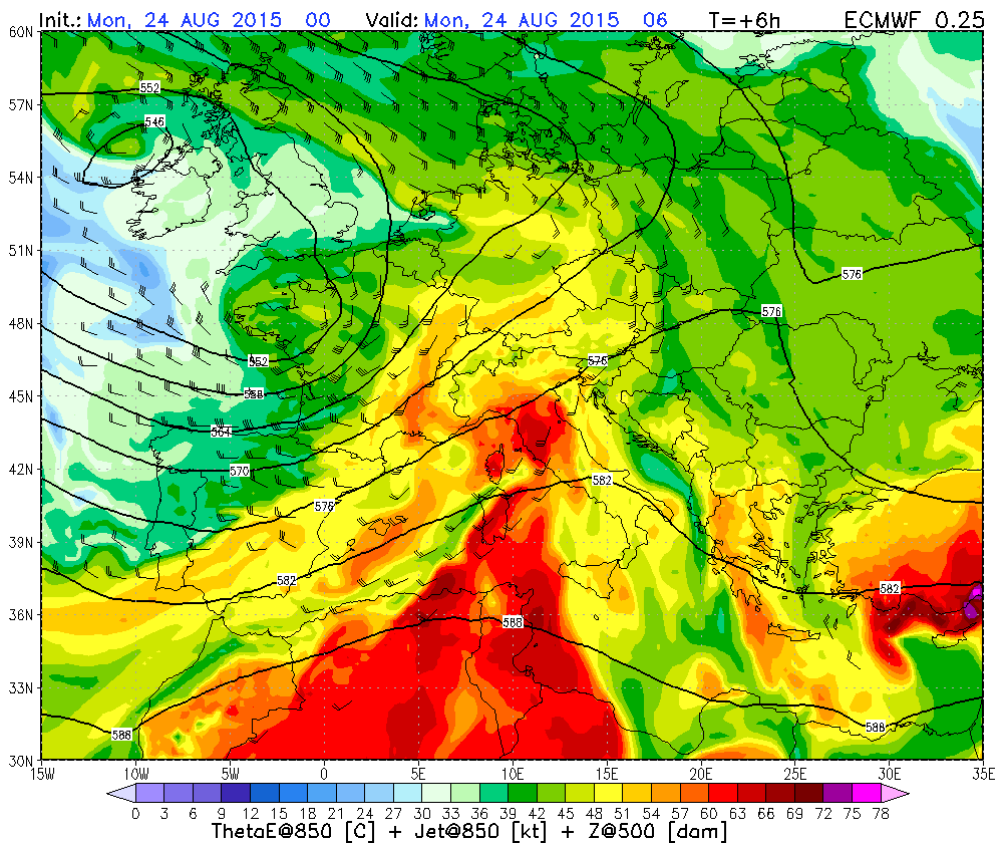 Init.: Mon, 24 AUG 2015 00 Valid: Mon, 24 AUG 2015 06 T=+6h ECMWF 0.25
60N
57N
54N
51N
48N
45N
42N
39N
36N
33N
30N
552
546
576
576
552
576
558
564
570
582
576
582
582
588
588
588
15W 10W 5W 0 5E 10E 15E 20E 25E 30E 35E
0 3 6 9 12 15 18 21 24 27 30 33 36 39 42 45 48 51 54 57 60 63 66 69 72 75 78
ThetaE@850 [C] + Jet@850 [kt] + Z@500 [dam]